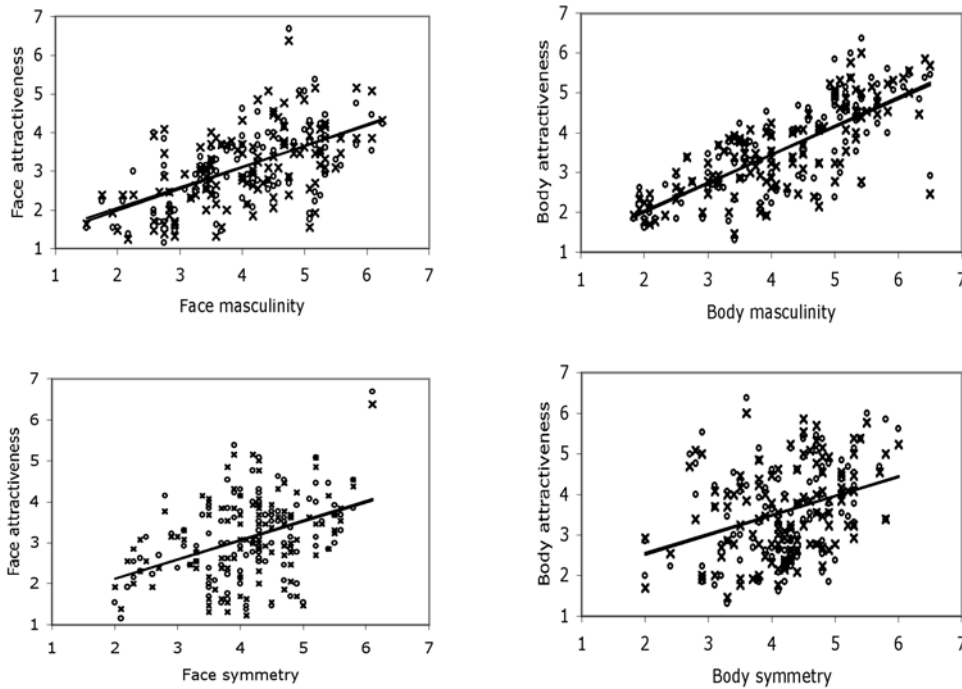 7
6
5
4
3
2
1
Face attractiveness
1 2 3 4 5 6 7
Face masculinity
7
6
5
4
3
2
1
Body attractiveness
1 2 3 4 5 6 7
Body masculinity
7
6
5
4
3
2
1
Face attractiveness
1 2 3 4 5 6 7
Face symmetry
7
6
5
4
3
2
1
Body attractiveness
1 2 3 4 5 6 7
Body symmetry